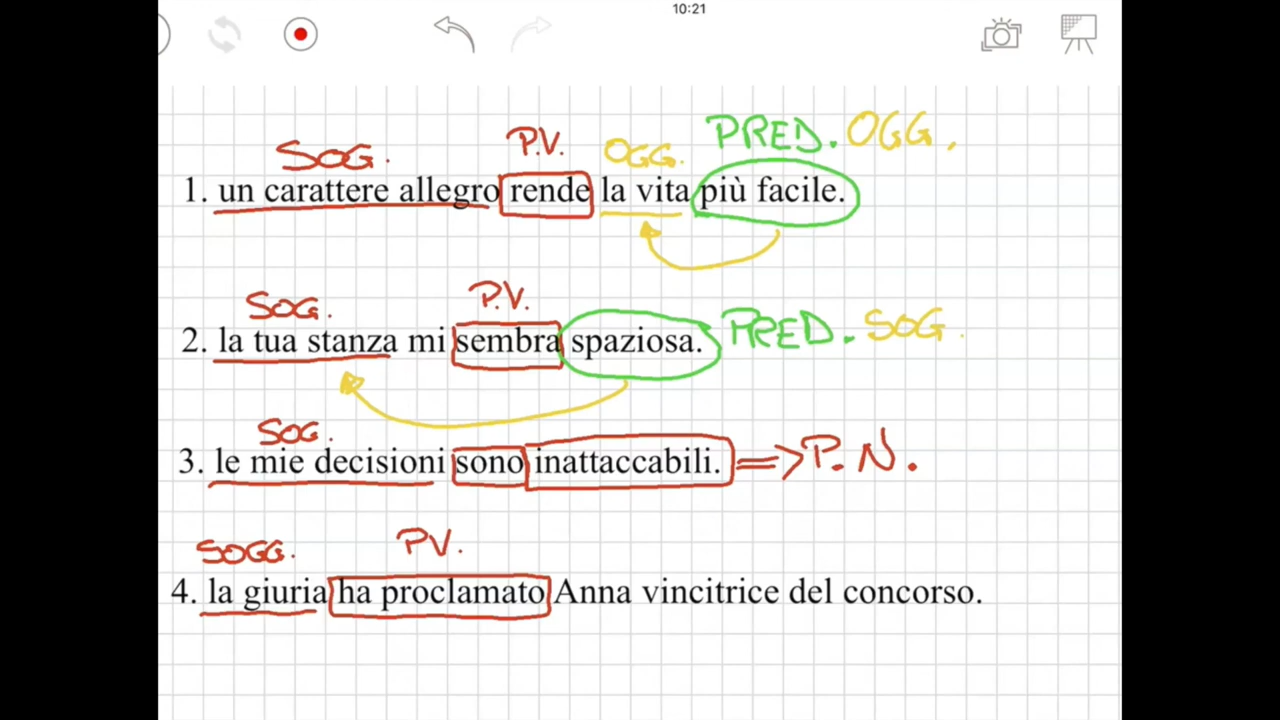 10:21
SOG. P.V. OGG. PRED. OGG.
1. un carattere allegro rende la vita più facile.
SOG. P.V.
2. la tua stanza mi sembra spaziosa. PRED. SOG.
SOG.
3. le mie decisioni sono inattaccabili. => P.N.
SOGG. PV.
4. la giuria ha proclamato Anna vincitrice del concorso.